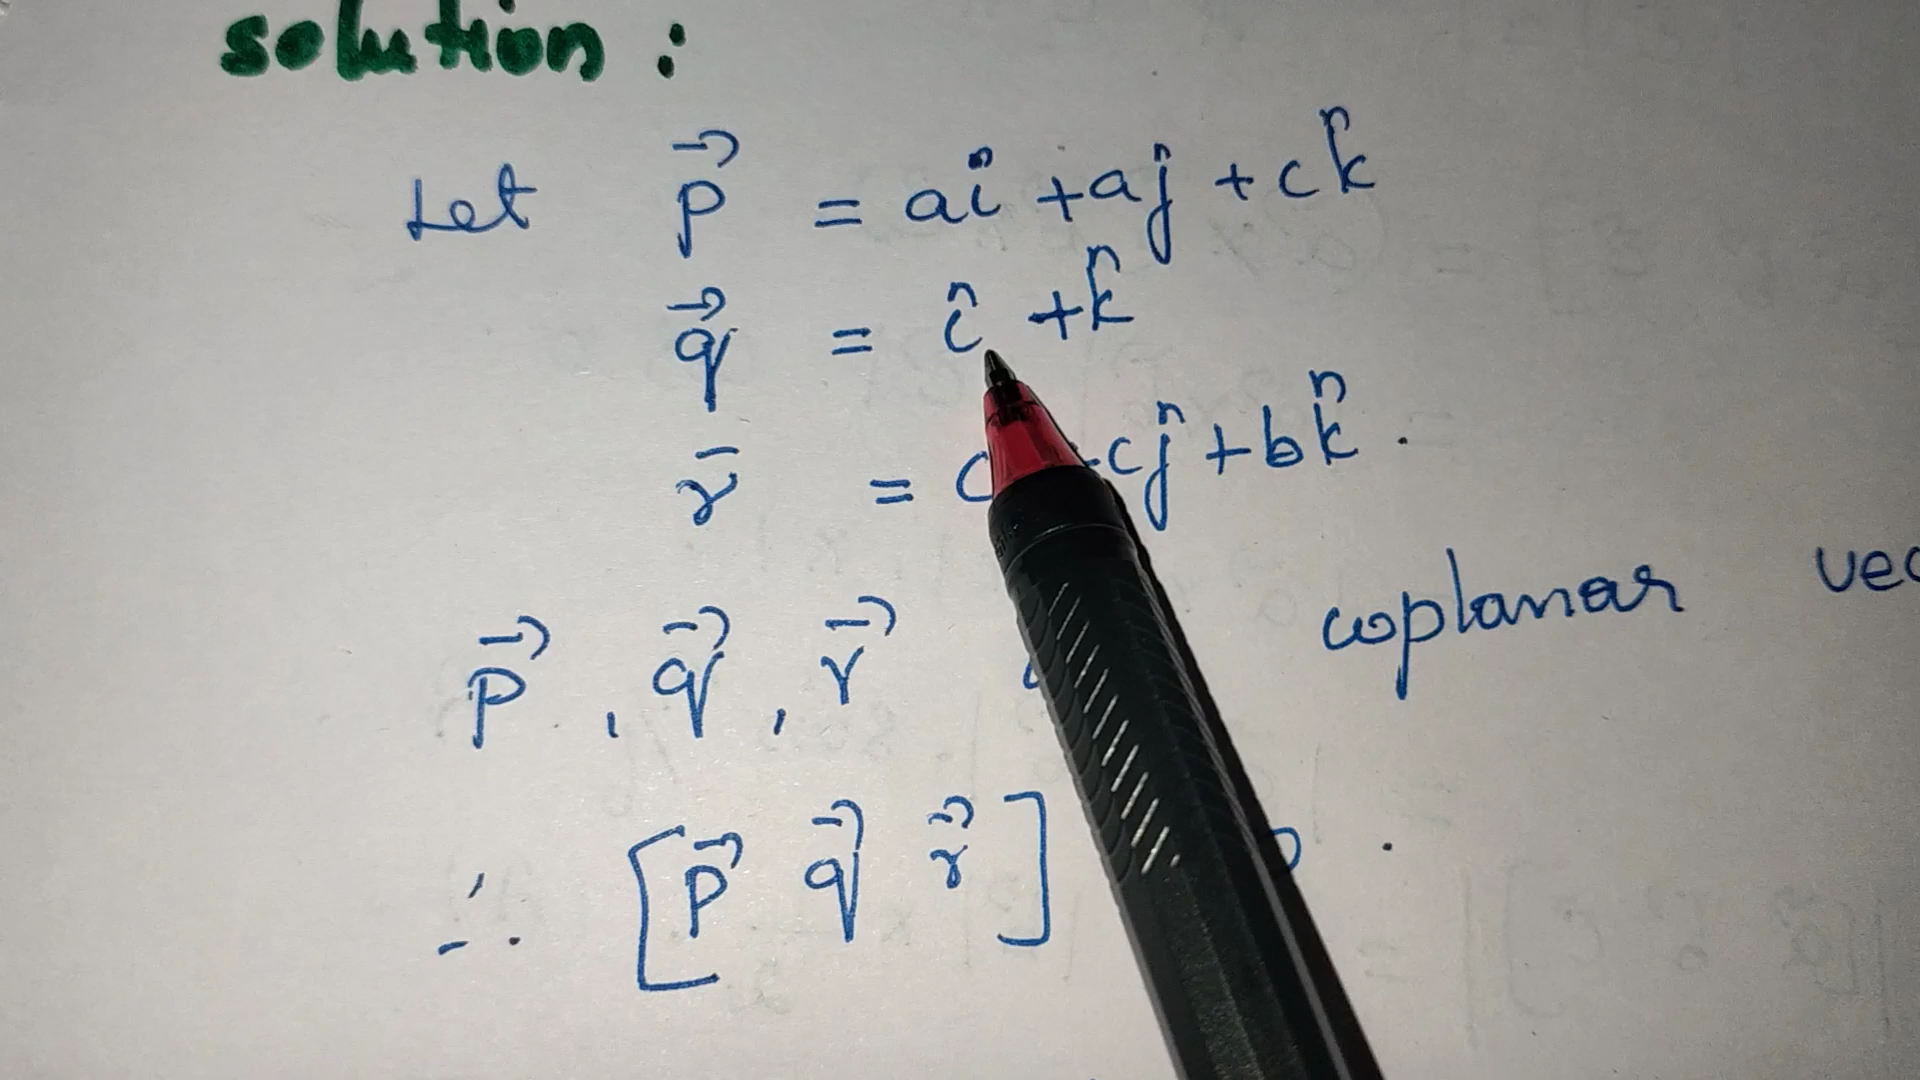 solution :
Let p⃗ = aî + aĵ + ck̂
q⃗ = î + k̂
r̄ = c + cĵ + bk̂ .
p⃗ , q⃗ , r⃗ coplanar vec
∴ [p⃗ q⃗ r⃗] .